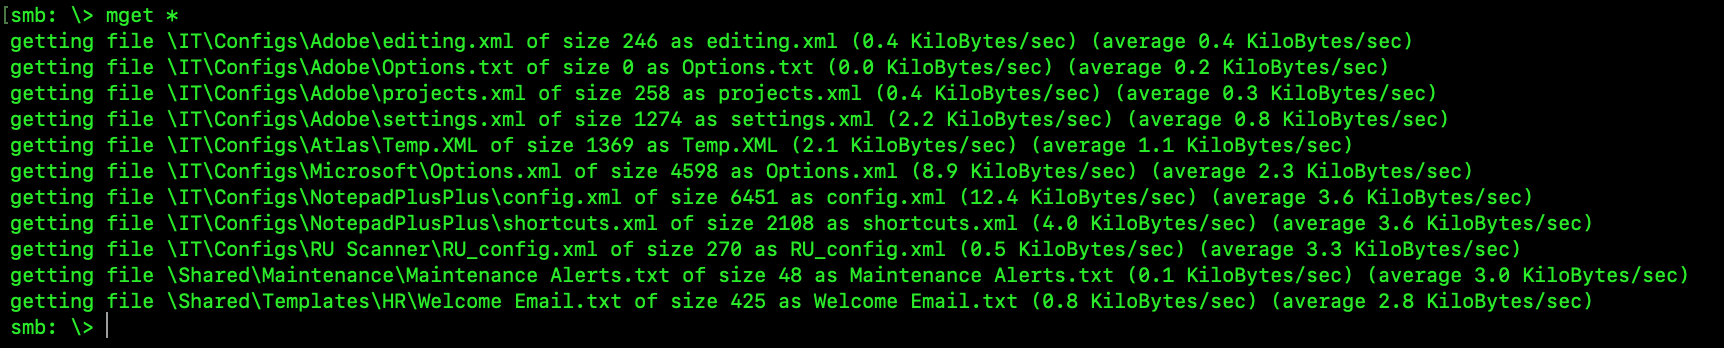 [smb: \> mget *
getting file \IT\Configs\Adobe\editing.xml of size 246 as editing.xml (0.4 KiloBytes/sec) (average 0.4 KiloBytes/sec)
getting file \IT\Configs\Adobe\Options.txt of size 0 as Options.txt (0.0 KiloBytes/sec) (average 0.2 KiloBytes/sec)
getting file \IT\Configs\Adobe\projects.xml of size 258 as projects.xml (0.4 KiloBytes/sec) (average 0.3 KiloBytes/sec)
getting file \IT\Configs\Adobe\settings.xml of size 1274 as settings.xml (2.2 KiloBytes/sec) (average 0.8 KiloBytes/sec)
getting file \IT\Configs\Atlas\Temp.XML of size 1369 as Temp.XML (2.1 KiloBytes/sec) (average 1.1 KiloBytes/sec)
getting file \IT\Configs\Microsoft\Options.xml of size 4598 as Options.xml (8.9 KiloBytes/sec) (average 2.3 KiloBytes/sec)
getting file \IT\Configs\NotepadPlusPlus\config.xml of size 6451 as config.xml (12.4 KiloBytes/sec) (average 3.6 KiloBytes/sec)
getting file \IT\Configs\NotepadPlusPlus\shortcuts.xml of size 2108 as shortcuts.xml (4.0 KiloBytes/sec) (average 3.6 KiloBytes/sec)
getting file \IT\Configs\RU Scanner\RU_config.xml of size 270 as RU_config.xml (0.5 KiloBytes/sec) (average 3.3 KiloBytes/sec)
getting file \Shared\Maintenance\Maintenance Alerts.txt of size 48 as Maintenance Alerts.txt (0.1 KiloBytes/sec) (average 3.0 KiloBytes/sec)
getting file \Shared\Templates\HR\Welcome Email.txt of size 425 as Welcome Email.txt (0.8 KiloBytes/sec) (average 2.8 KiloBytes/sec)
smb: \>